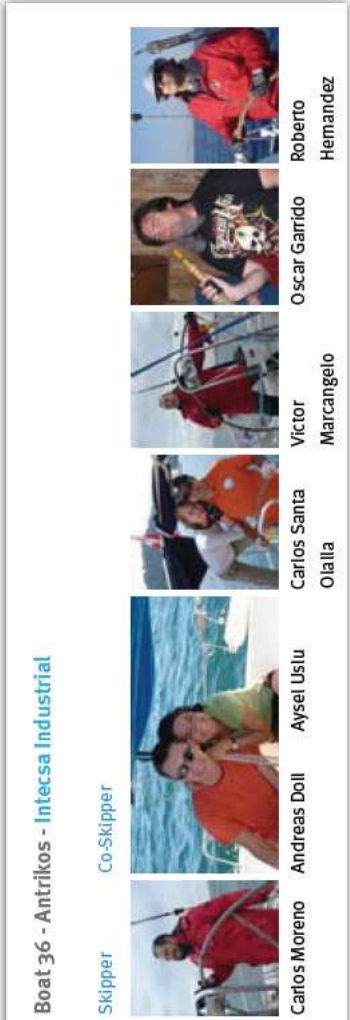 Boat 36 - Antrikos - Intecsa Industrial
Skipper
Co-Skipper
Carlos Moreno
Andreas Doll
Aysel Uslu
Carlos Santa
Olalla
Victor
Marcangelo
Oscar Garrido
Roberto
Hernandez